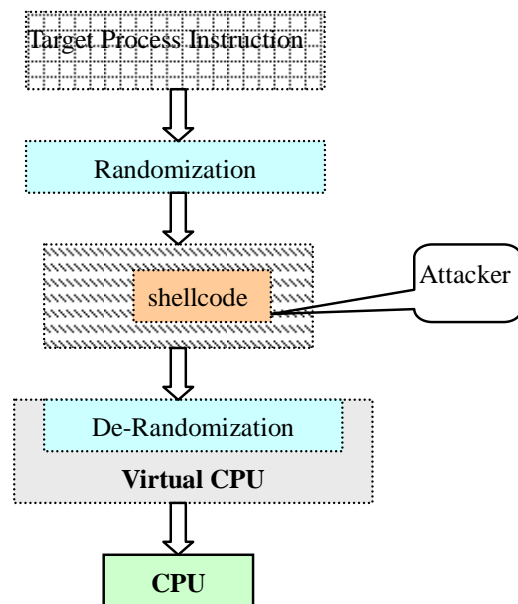 Target Process Instruction
Randomization
shellcode
Attacker
De-Randomization
Virtual CPU
CPU